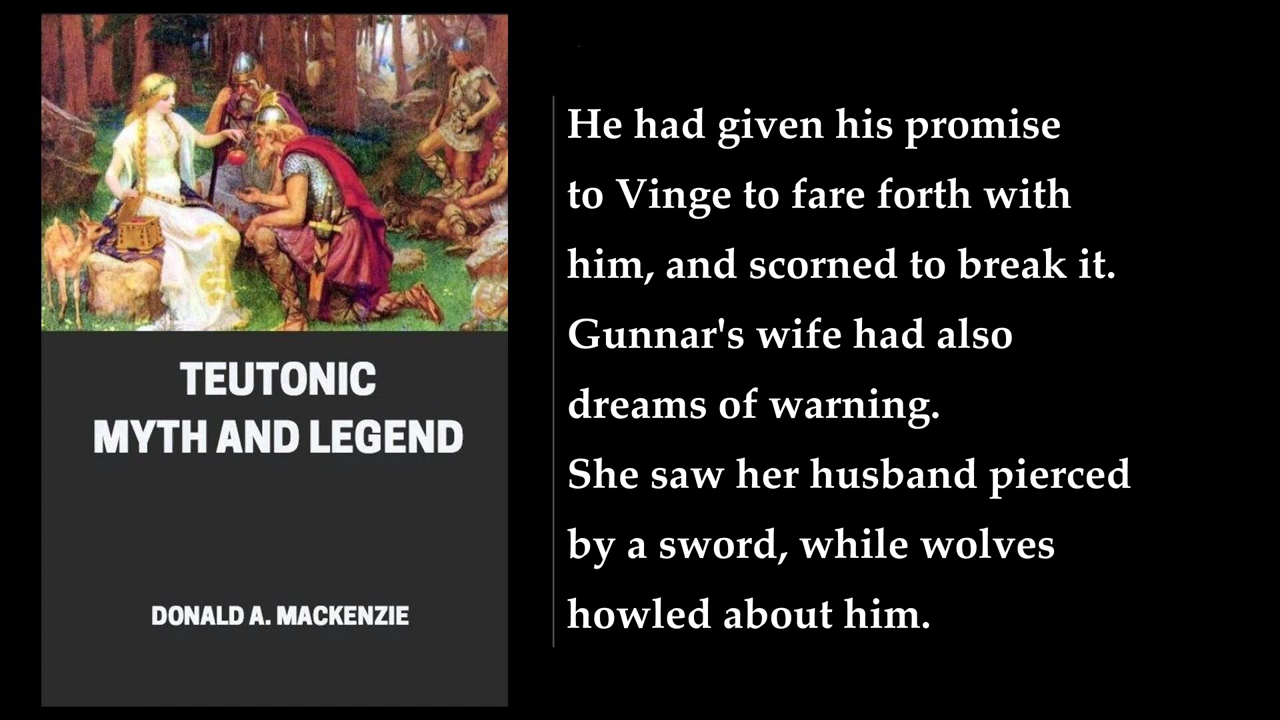 TEUTONIC
MYTH AND LEGEND
DONALD A. MACKENZIE
He had given his promise
to Vinge to fare forth with
him, and scorned to break it.
Gunnar's wife had also
dreams of warning.
She saw her husband pierced
by a sword, while wolves
howled about him.